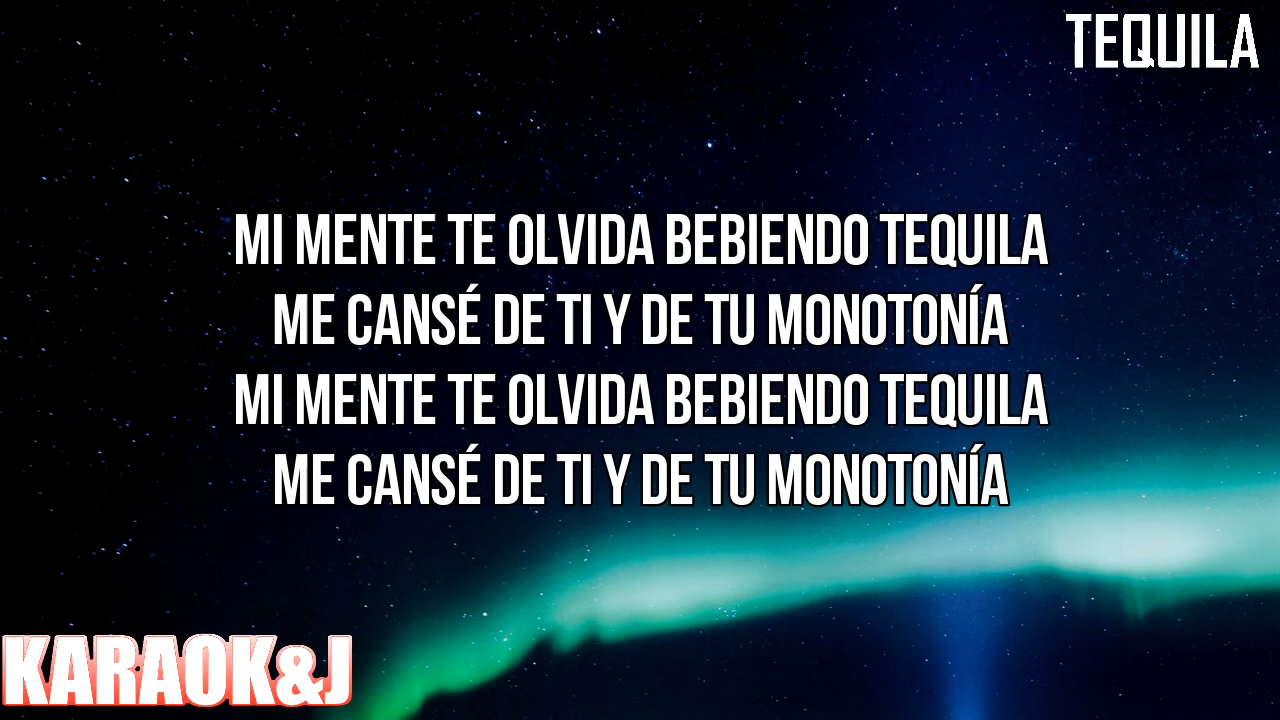 TEQUILA
MI MENTE TE OLVIDA BEBIENDO TEQUILA
ME CANSÉ DE TI Y DE TU MONOTONÍA
MI MENTE TE OLVIDA BEBIENDO TEQUILA
ME CANSÉ DE TI Y DE TU MONOTONÍA
KARAOK&J